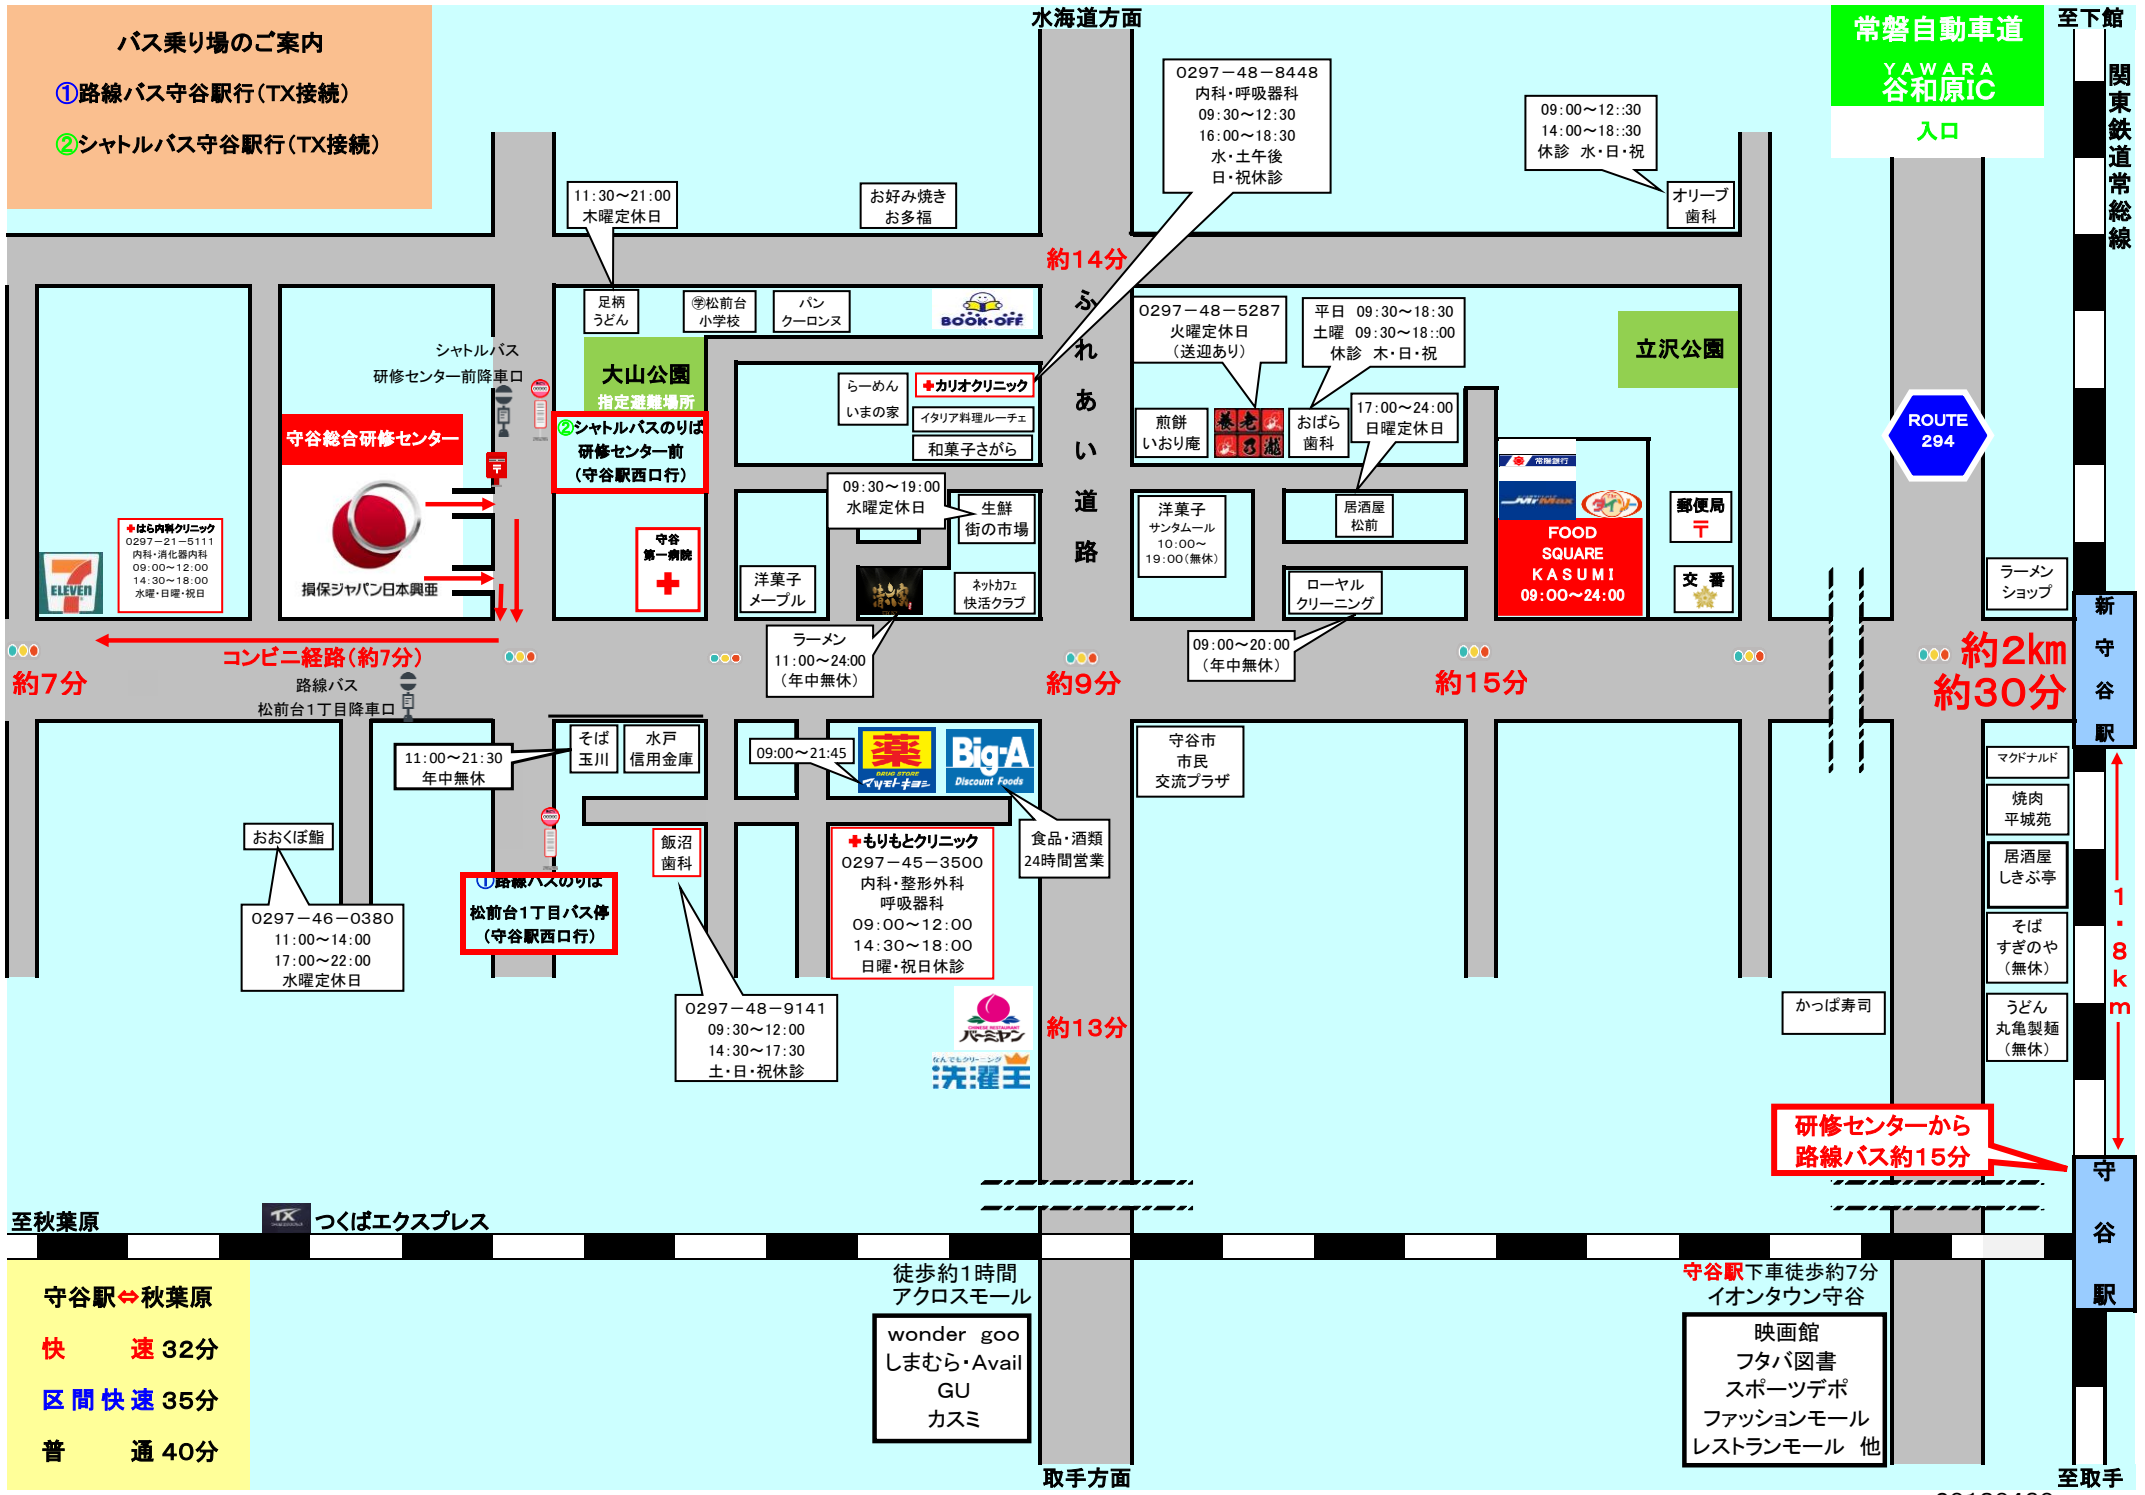 バス乗り場のご案内
①路線バス守谷駅行(TX接続)
②シャトルバス守谷駅行(TX接続)
水海道方面
常磐自動車道
YAWARA
谷和原IC
入口
至下館
関東鉄道常総線
0297-48-8448
内科・呼吸器科
09:30~12:30
16:00~18:30
水・土午後
日・祝休診
09:00~12::30
14:00~18::30
休診 水・日・祝
オリーブ
歯科
11:30~21:00
木曜定休日
お好み焼き
お多福
約14分
足柄
うどん
㊫松前台
小学校
パン
クーロンヌ
BOOK・OFF
ふれあい道路
0297-48-5287
火曜定休日
(送迎あり)
平日 09:30~18:30
土曜 09:30~18::00
休診 木・日・祝
立沢公園
シャトルバス
研修センター前降車口
大山公園
指定避難場所
らーめん
いまの家
カリオクリニック
イタリア料理ルーチェ
和菓子さがら
煎餅
いおり庵
養老乃瀧
おばら
歯科
17:00~24:00
日曜定休日
ROUTE
294
守谷総合研修センター
②シャトルバスのりば
研修センター前
(守谷駅西口行)
損保ジャパン日本興亜
09:30~19:00
水曜定休日
生鮮
街の市場
洋菓子
サンタムール
10:00~
19:00(無休)
居酒屋
松前
常陽銀行
MrMax
ダイソー
郵便局
〒
FOOD
SQUARE
KASUMI
09:00~24:00
交番
はら内科クリニック
0297-21-5111
内科・消化器内科
09:00~12:00
14:30~18:00
水曜・日曜・祝日
7
ELEVEN
守谷
第一病院
洋菓子
メープル
ネットカフェ
快活クラブ
ローヤル
クリーニング
ラーメン
ショップ
新守谷駅
コンビニ経路(約7分)
約7分
ラーメン
11:00~24:00
(年中無休)
約9分
09:00~20:00
(年中無休)
約15分
約2km
約30分
路線バス
松前台1丁目降車口
11:00~21:30
年中無休
そば
玉川
水戸
信用金庫
09:00~21:45
薬
DRUG STORE
マツモトキヨシ
Big-A
Discount Foods
守谷市
市民
交流プラザ
マクドナルド
焼肉
平城苑
居酒屋
しきぶ亭
そば
すぎのや
(無休)
うどん
丸亀製麺
(無休)
1・8km
おおくぼ鮨
0297-46-0380
11:00~14:00
17:00~22:00
水曜定休日
①路線バスのりば
松前台1丁目バス停
(守谷駅西口行)
飯沼
歯科
もりもとクリニック
0297-45-3500
内科・整形外科
呼吸器科
09:00~12:00
14:30~18:00
日曜・祝日休診
食品・酒類
24時間営業
0297-48-9141
09:30~12:00
14:30~17:30
土・日・祝休診
CHINESE RESTAURANT
バーミヤン
なんでもクリーニング
洗濯王
約13分
かっぱ寿司
研修センターから
路線バス約15分
守谷駅
至秋葉原
TX
つくばエクスプレス
守谷駅⇔秋葉原
快速 32分
区間快速 35分
普通 40分
徒歩約1時間
アクロスモール
wonder goo
しまむら・Avail
GU
カスミ
守谷駅下車徒歩約7分
イオンタウン守谷
映画館
フタバ図書
スポーツデポ
ファッションモール
レストランモール 他
取手方面
至取手